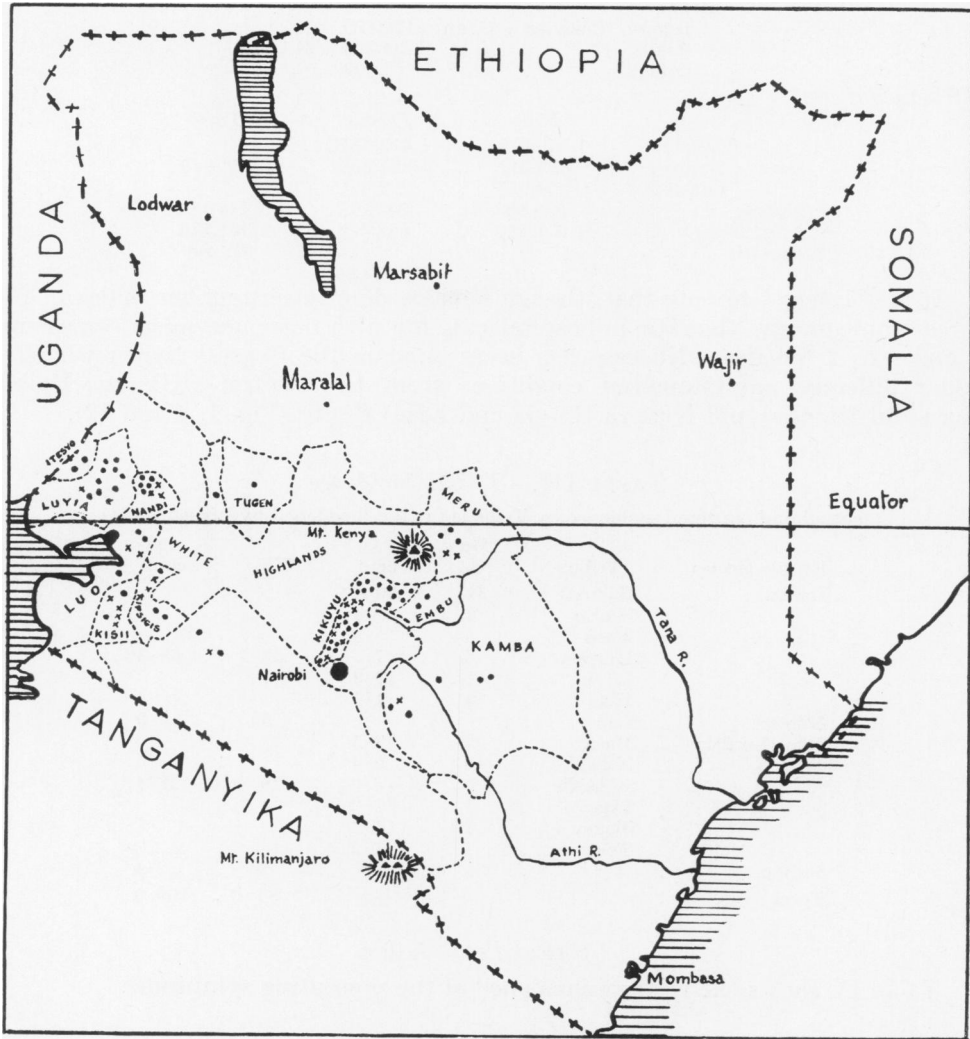 ETHIOPIA
UGANDA
Lodwar
SOMALIA
Marsabit
Wajir
Maralal
ITESYO
LUYIA
NANDI
TUGEN
MERU
Equator
Mt. Kenya
WHITE
HIGHLANDS
LUO
KISII
KIPSIGIS
KIKUYU
EMBU
Tana R.
KAMBA
Nairobi
TANGANYIKA
Mt. Kilimanjaro
Athi R.
Mombasa